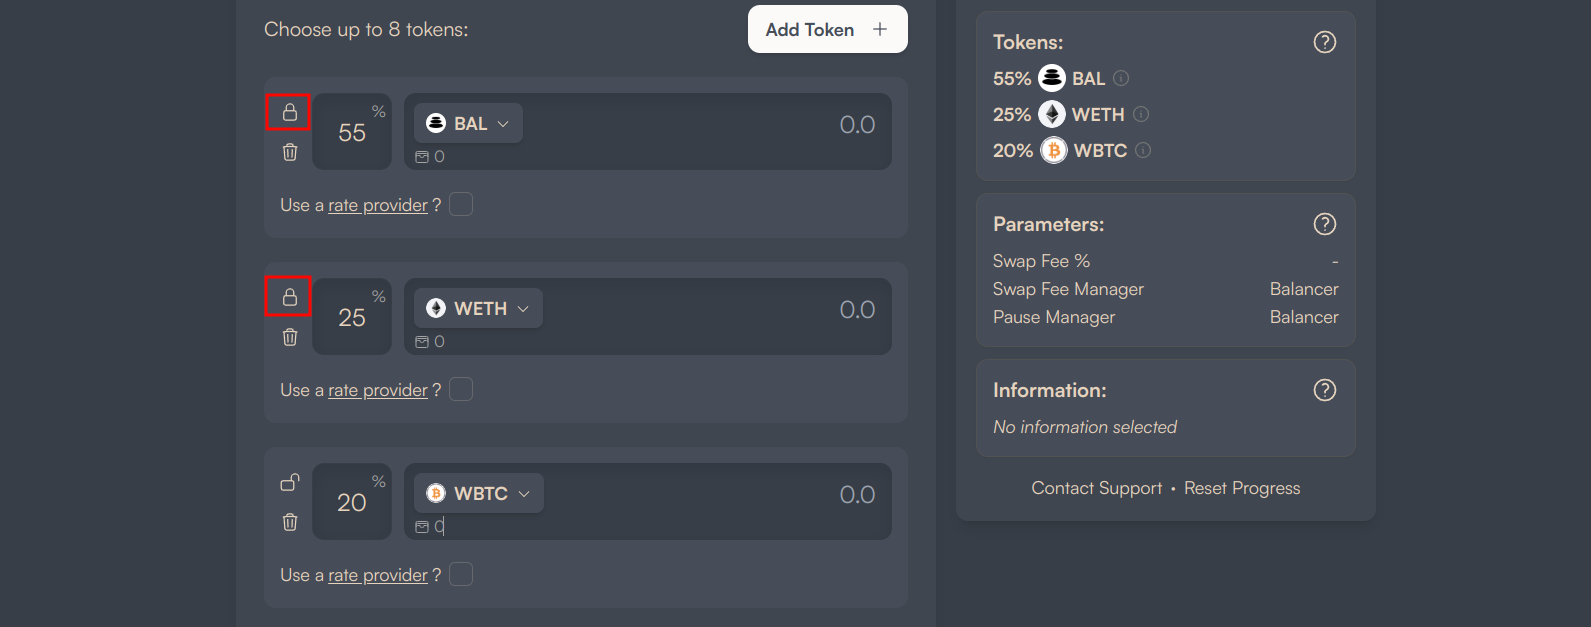 Choose up to 8 tokens:
Add Token +
55 %
BAL
0.0
0
Use a rate provider ?
25 %
WETH
0.0
0
Use a rate provider ?
20 %
WBTC
0.0
0
Use a rate provider ?
Tokens:
55% BAL
25% WETH
20% WBTC
Parameters:
Swap Fee % -
Swap Fee Manager Balancer
Pause Manager Balancer
Information:
No information selected
Contact Support • Reset Progress